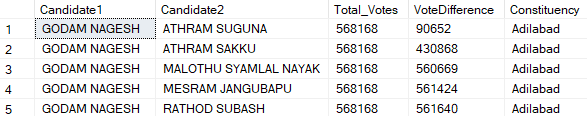 Candidate1 Candidate2 Total_Votes VoteDifference Constituency
1 GODAM NAGESH ATHRAM SUGUNA 568168 90652 Adilabad
2 GODAM NAGESH ATHRAM SAKKU 568168 430868 Adilabad
3 GODAM NAGESH MALOTHU SYAMLAL NAYAK 568168 560669 Adilabad
4 GODAM NAGESH MESRAM JANGUBAPU 568168 561424 Adilabad
5 GODAM NAGESH RATHOD SUBASH 568168 561640 Adilabad